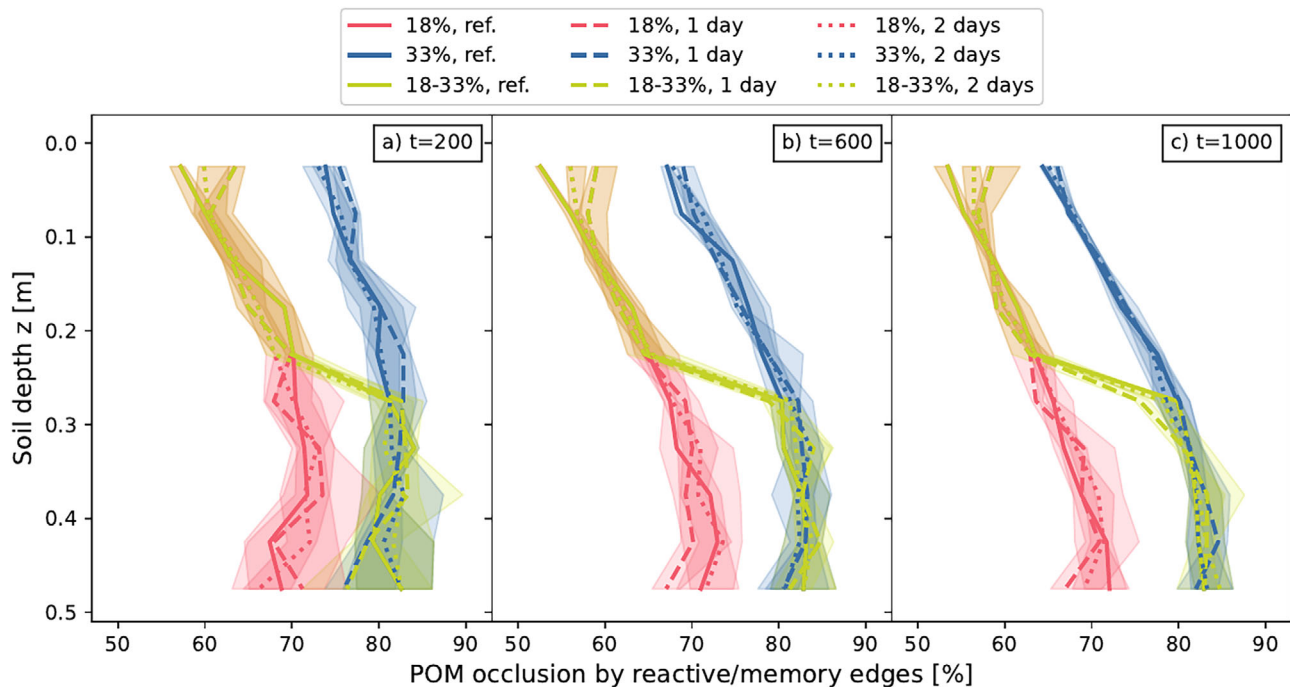 18%, ref. 18%, 1 day 18%, 2 days
33%, ref. 33%, 1 day 33%, 2 days
18-33%, ref. 18-33%, 1 day 18-33%, 2 days
a) t=200 b) t=600 c) t=1000
Soil depth z [m]
0.0
0.1
0.2
0.3
0.4
0.5
50 60 70 80 90 50 60 70 80 90 50 60 70 80 90
POM occlusion by reactive/memory edges [%]